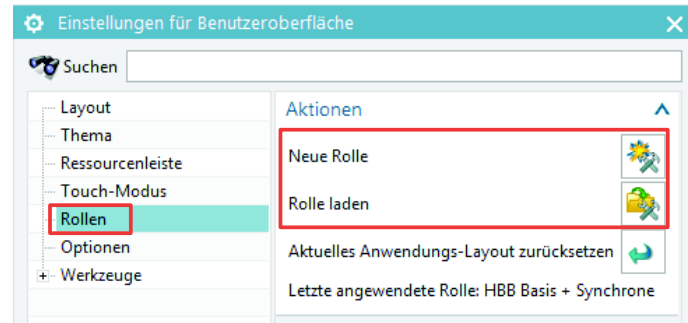 Einstellungen für Benutzeroberfläche
Suchen
Layout
Thema
Ressourcenliste
Touch-Modus
Rollen
Optionen
Werkzeuge
Aktionen
Neue Rolle
Rolle laden
Aktuelles Anwendungs-Layout zurücksetzen
Letzte angewendete Rolle: HBB Basis + Synchrone